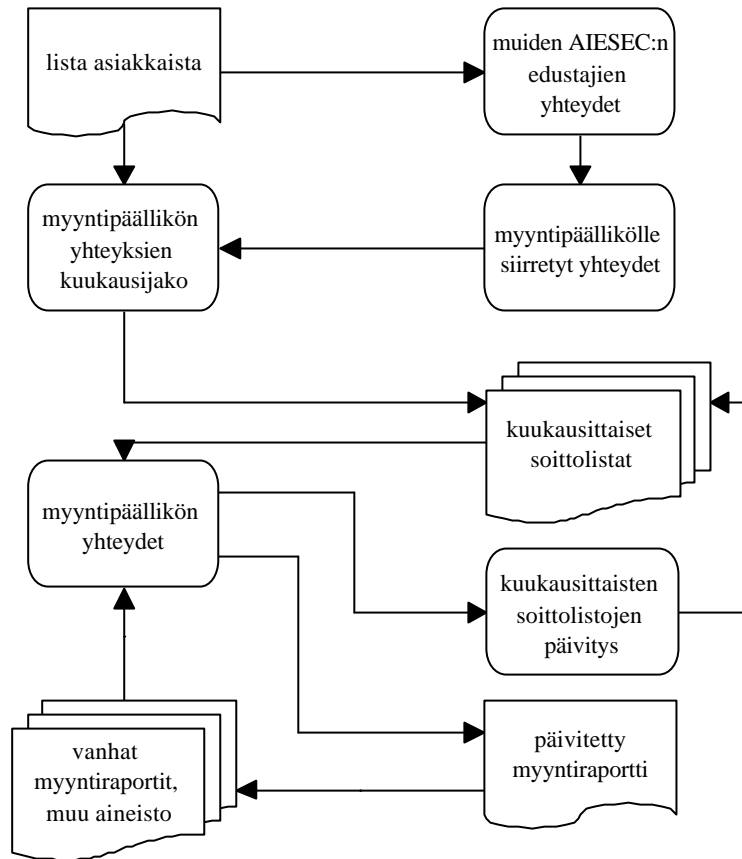 lista asiakkaista
muiden AIESEC:n
edustajien
yhteydet
myyntipäällikön
yhteyksien
kuukausijako
myyntipäällikölle
siirretyt yhteydet
kuukausittaiset
soittolistat
myyntipäällikön
yhteydet
kuukausittaisten
soittolistojen
päivitys
vanhat
myyntiraportit,
muu aineisto
päivitetty
myyntiraportti